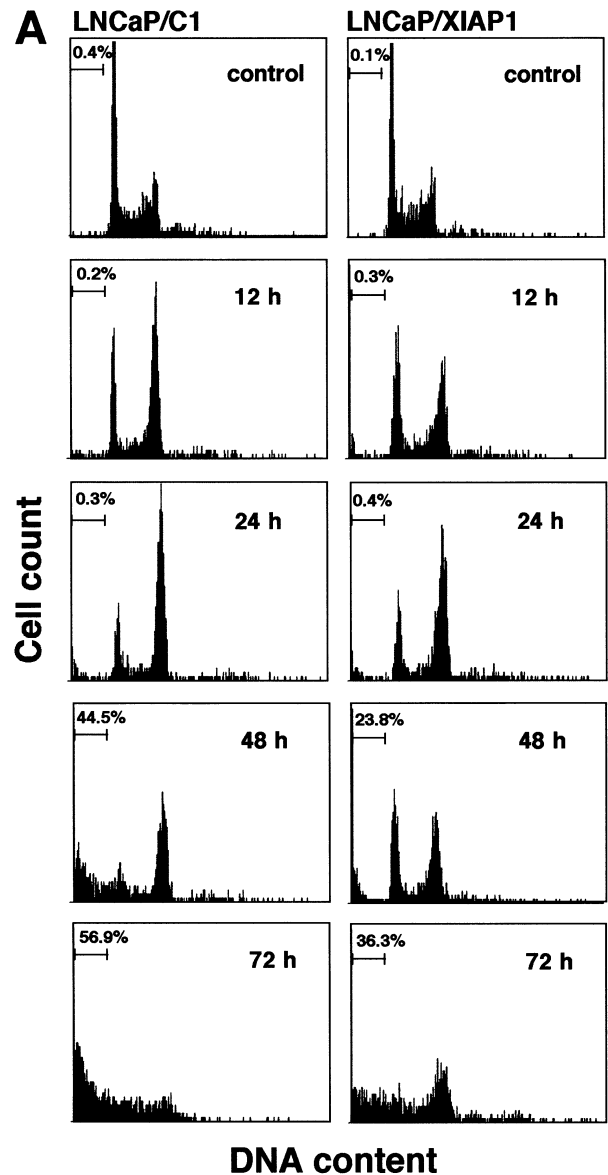 A
LNCaP/C1 LNCaP/XIAP1
0.4% control
0.1% control
0.2% 12 h
0.3% 12 h
0.3% 24 h
0.4% 24 h
44.5% 48 h
23.8% 48 h
56.9% 72 h
36.3% 72 h
Cell count
DNA content